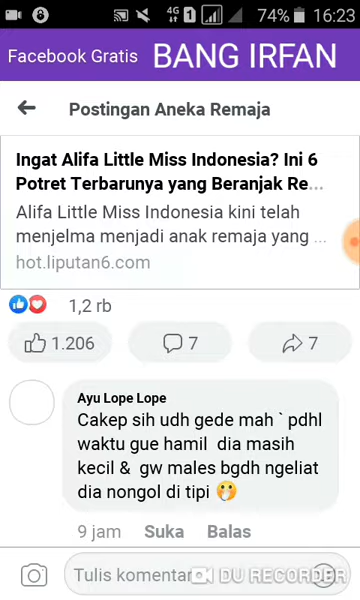 4G 1 74% 16:23
Facebook Gratis BANG IRFAN
Postingan Aneka Remaja
Ingat Alifa Little Miss Indonesia? Ini 6
Potret Terbarunya yang Beranjak Re...
Alifa Little Miss Indonesia kini telah
menjelma menjadi anak remaja yang ...
hot.liputan6.com
1,2 rb
1.206 7 7
Ayu Lope Lope
Cakep sih udh gede mah ` pdhl
waktu gue hamil dia masih
kecil & gw males bgdh ngeliat
dia nongol di tipi 🤭
9 jam Suka Balas
Tulis komentar
DU RECORDER